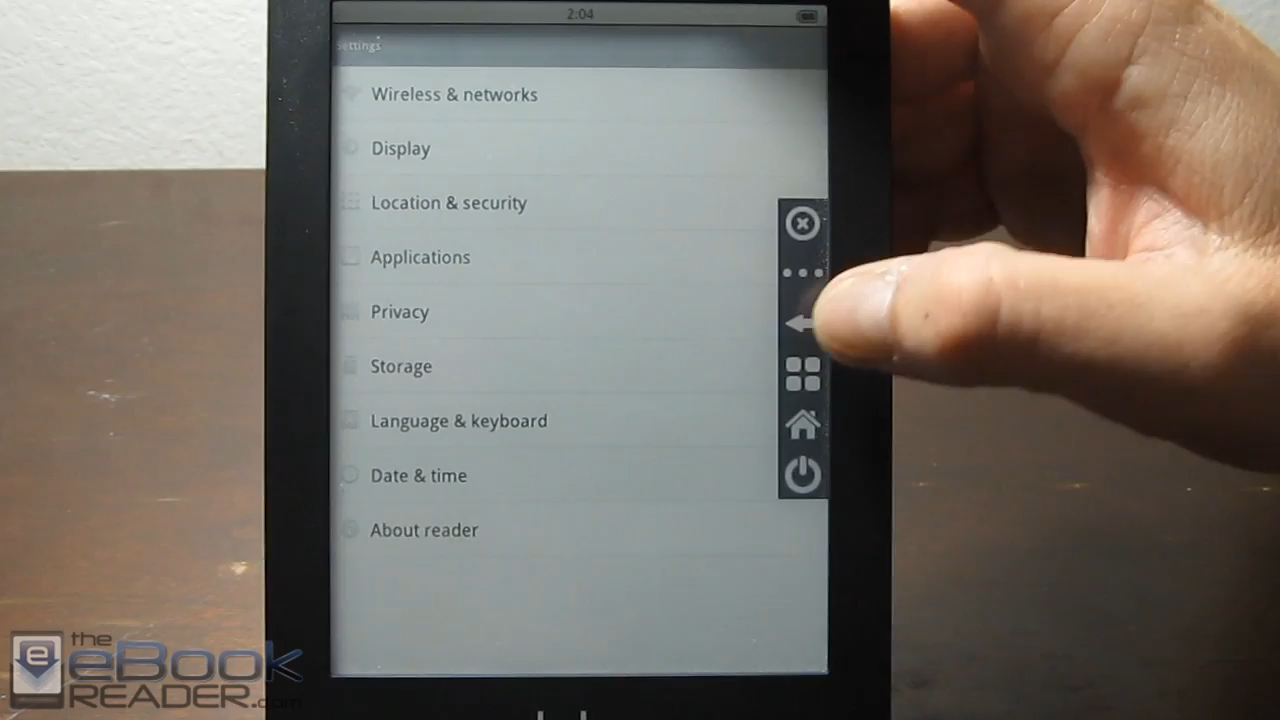 2:04
Settings
Wireless & networks
Display
Location & security
Applications
Privacy
Storage
Language & keyboard
Date & time
About reader
e
the
eBook
READER.com